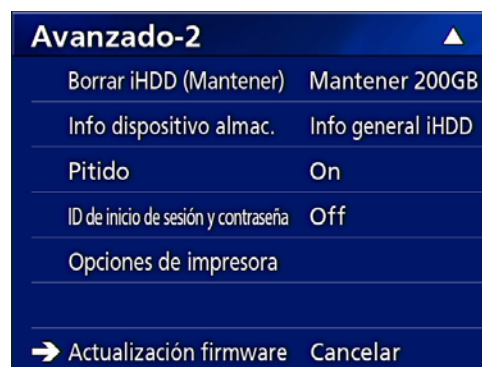 Avanzado-2
Borrar iHDD (Mantener) Mantener 200GB
Info dispositivo almac. Info general iHDD
Pitido On
ID de inicio de sesión y contraseña Off
Opciones de impresora
Actualización firmware Cancelar